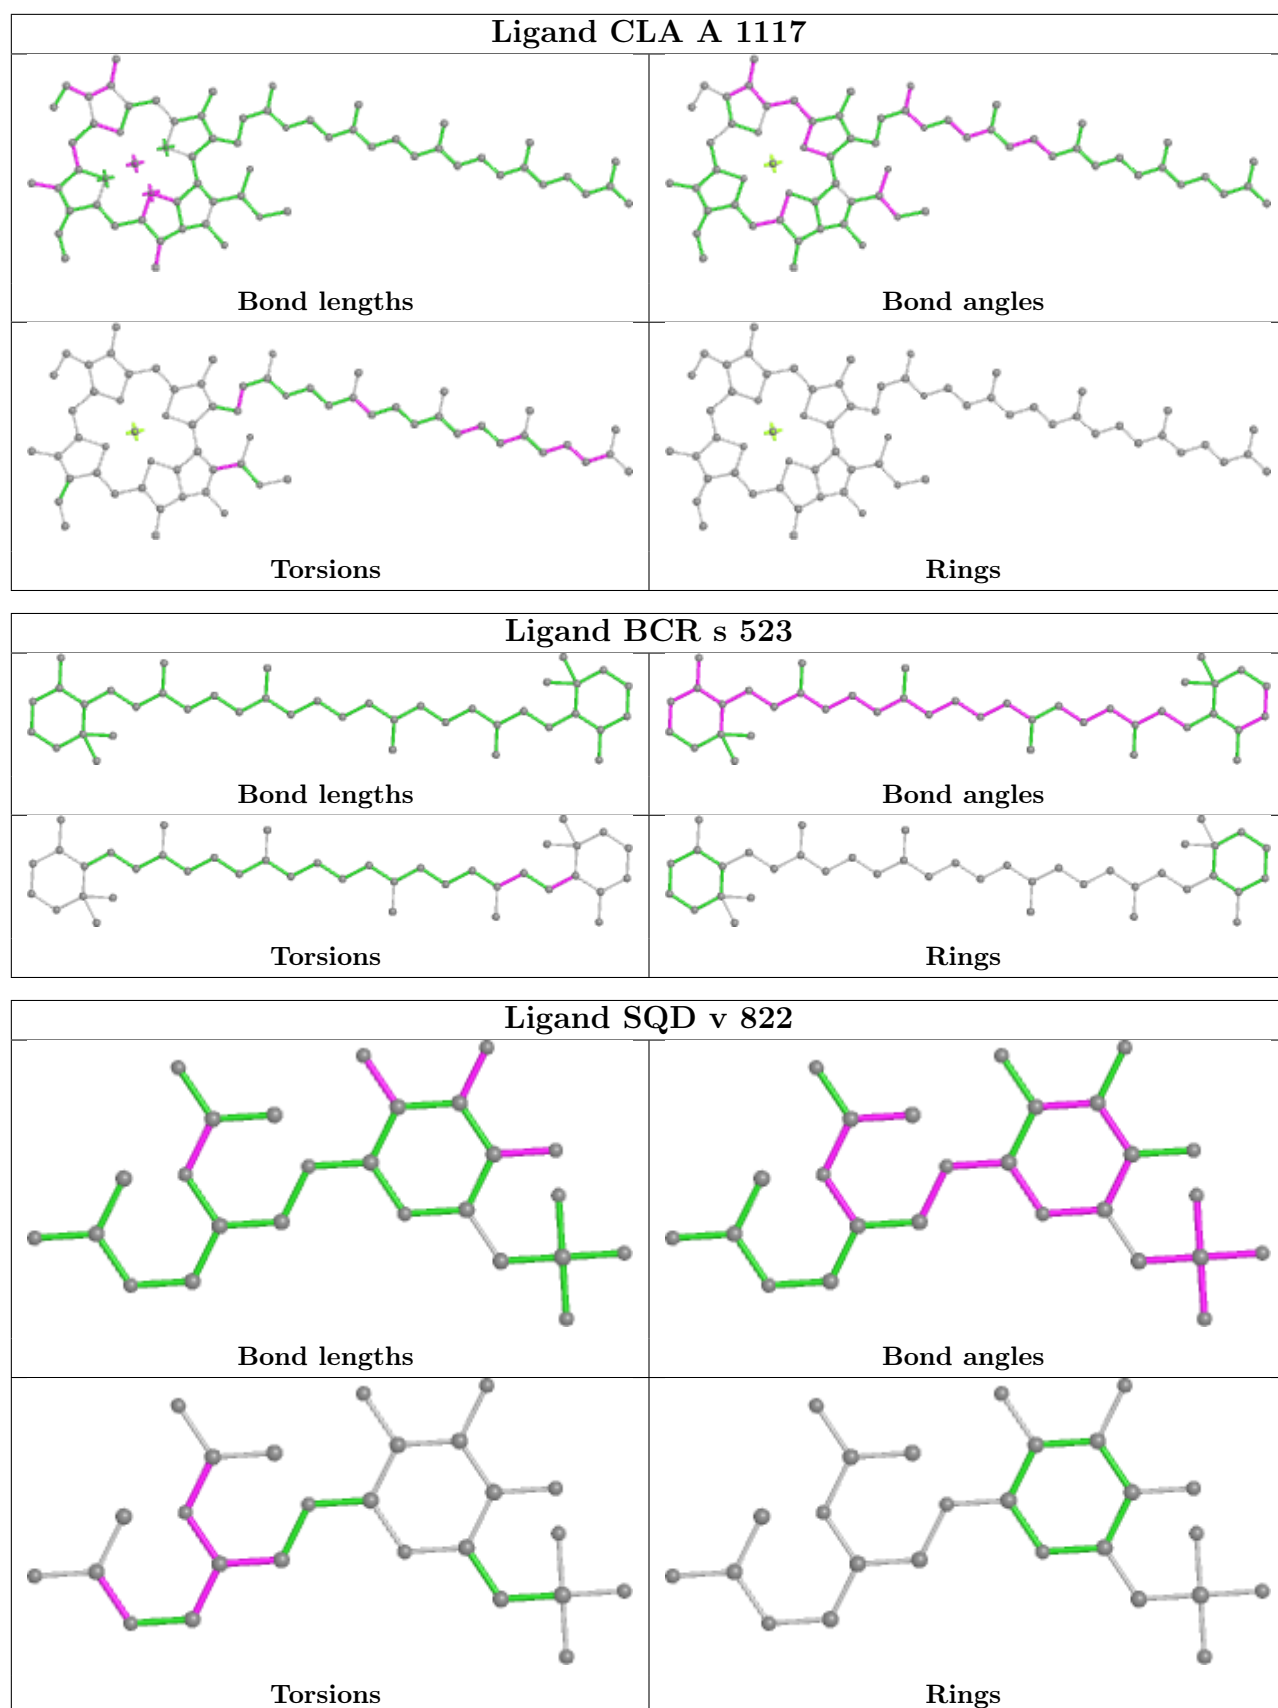 Ligand CLA A 1117
Bond lengths
Bond angles
Torsions
Rings
Ligand BCR s 523
Bond lengths
Bond angles
Torsions
Rings
Ligand SQD v 822
Bond lengths
Bond angles
Torsions
Rings